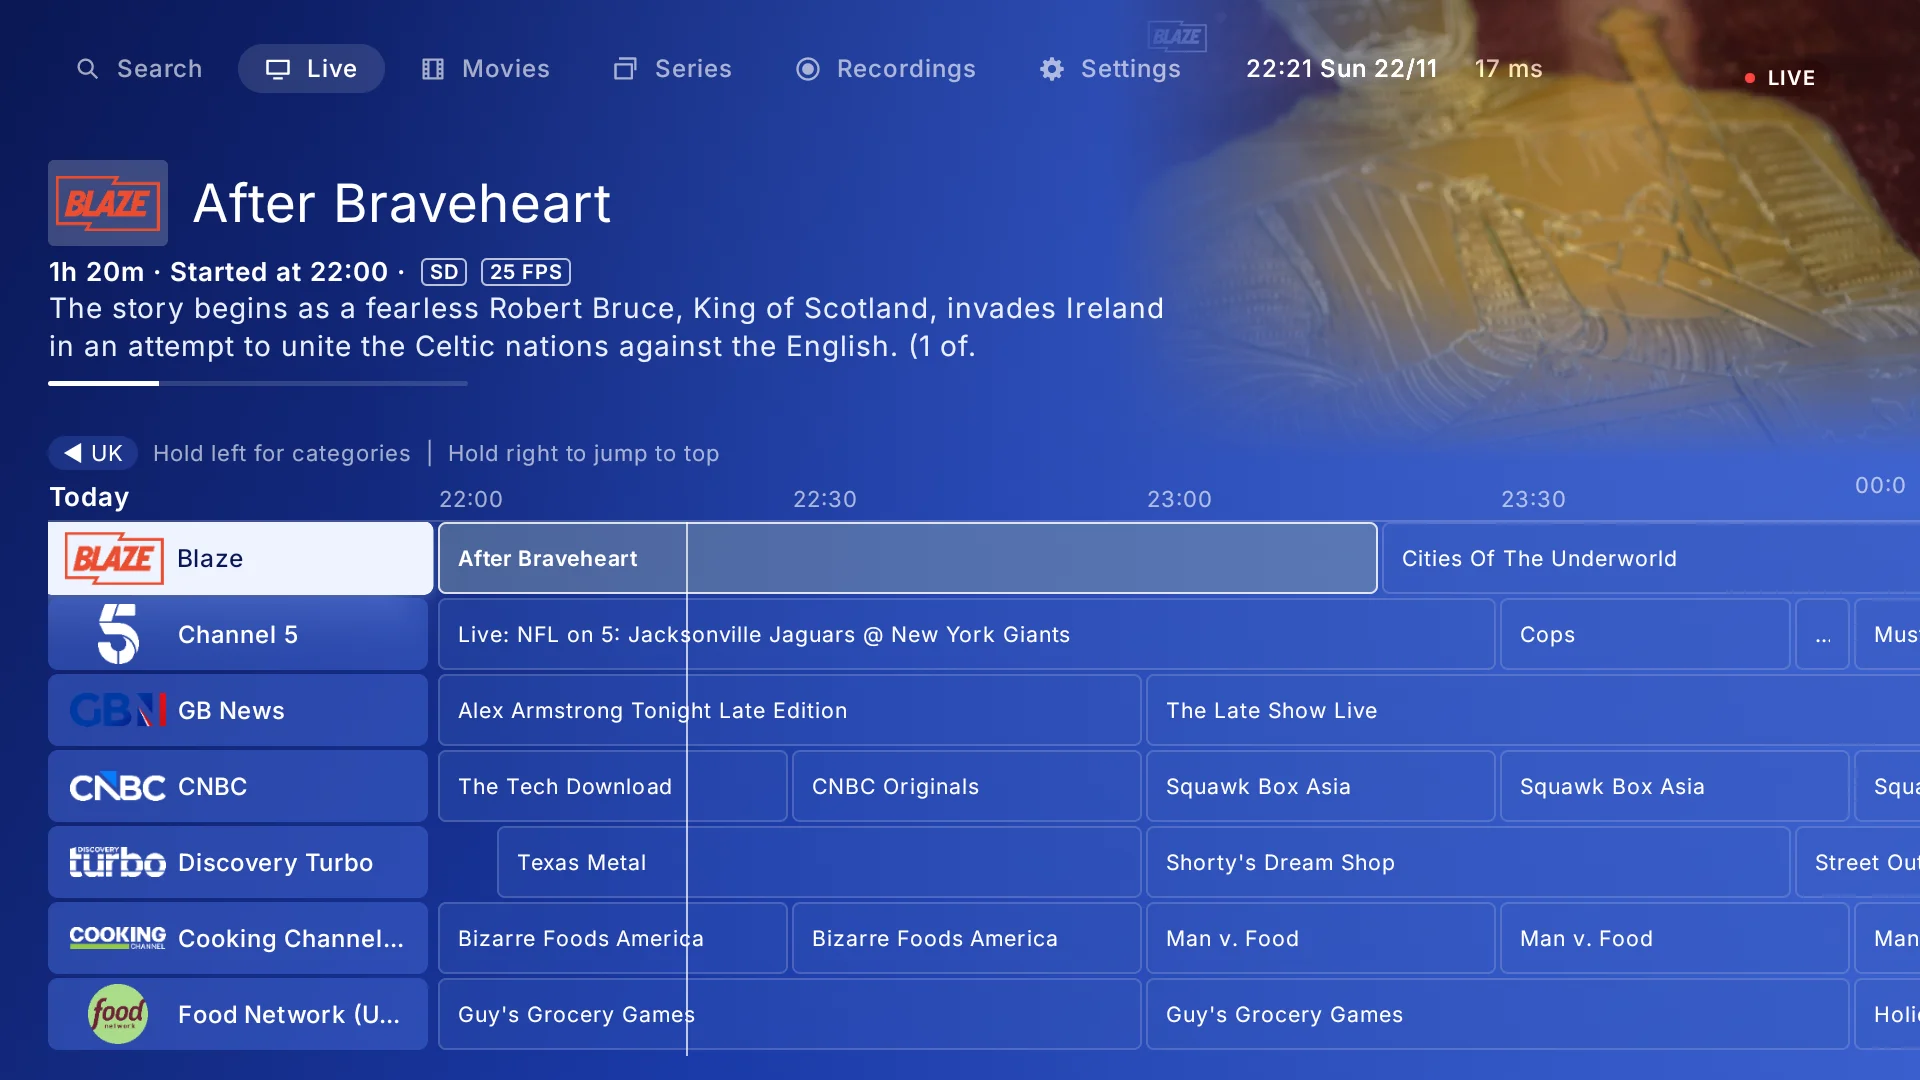 BLAZE
Search Live Movies Series Recordings Settings 22:21 Sun 22/11 17 ms
LIVE
BLAZE After Braveheart
1h 20m · Started at 22:00 · SD 25 FPS
The story begins as a fearless Robert Bruce, King of Scotland, invades Ireland
in an attempt to unite the Celtic nations against the English. (1 of.
UK Hold left for categories | Hold right to jump to top
Today 22:00 22:30 23:00 23:30 00:0
BLAZE Blaze After Braveheart Cities Of The Underworld
5 Channel 5 Live: NFL on 5: Jacksonville Jaguars @ New York Giants Cops ... Mus
GBN GB News Alex Armstrong Tonight Late Edition The Late Show Live
CNBC CNBC The Tech Download CNBC Originals Squawk Box Asia Squawk Box Asia Squa
DISCOVERY turbo Discovery Turbo Texas Metal Shorty's Dream Shop Street Out
COOKING CHANNEL Cooking Channel... Bizarre Foods America Bizarre Foods America Man v. Food Man v. Food Man
food network Food Network (U... Guy's Grocery Games Guy's Grocery Games Holi